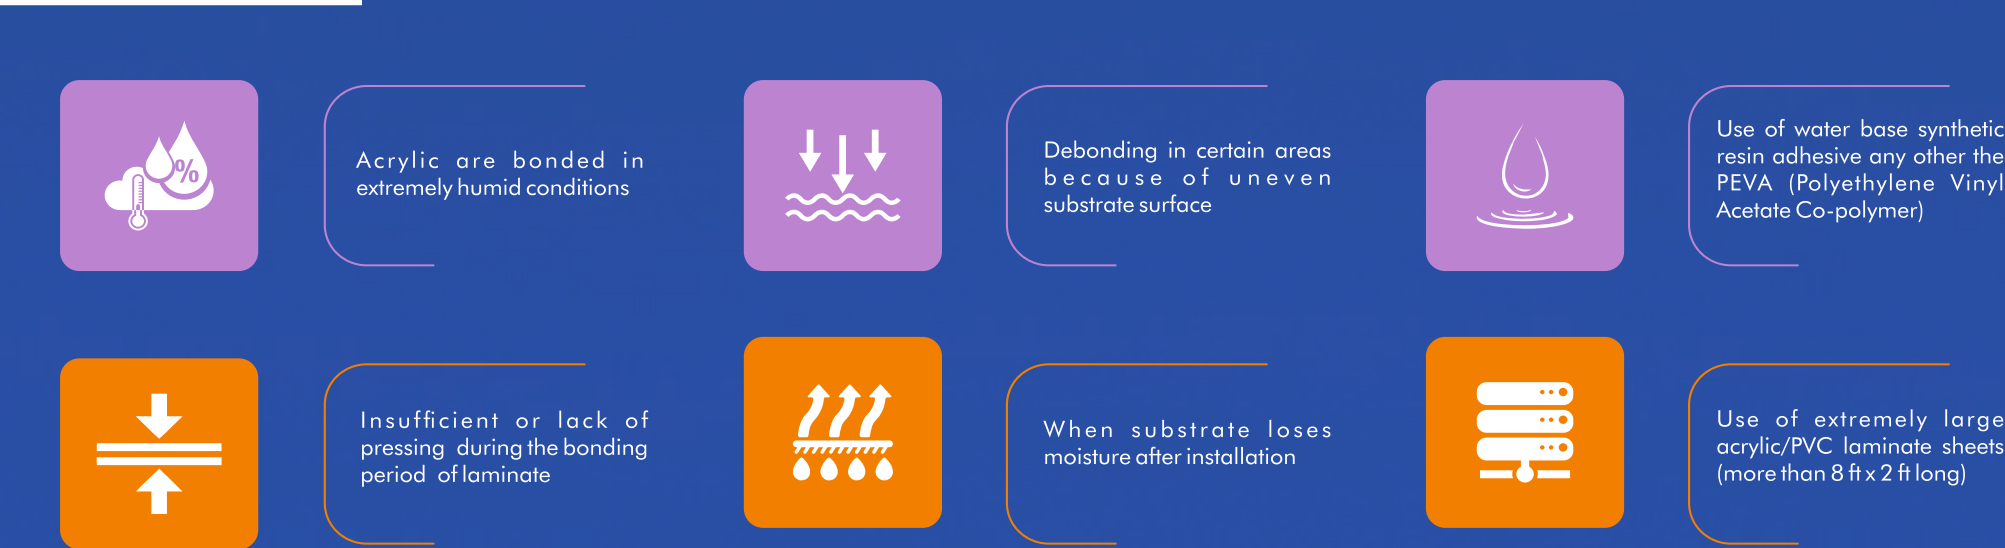 %
Acrylic are bonded in
extremely humid conditions
Debonding in certain areas
because of uneven
substrate surface
Use of water base synthetic
resin adhesive any other the
PEVA (Polyethylene Vinyl
Acetate Co-polymer)
Insufficient or lack of
pressing during the bonding
period of laminate
When substrate loses
moisture after installation
Use of extremely large
acrylic/PVC laminate sheets
(more than 8 ft x 2 ft long)